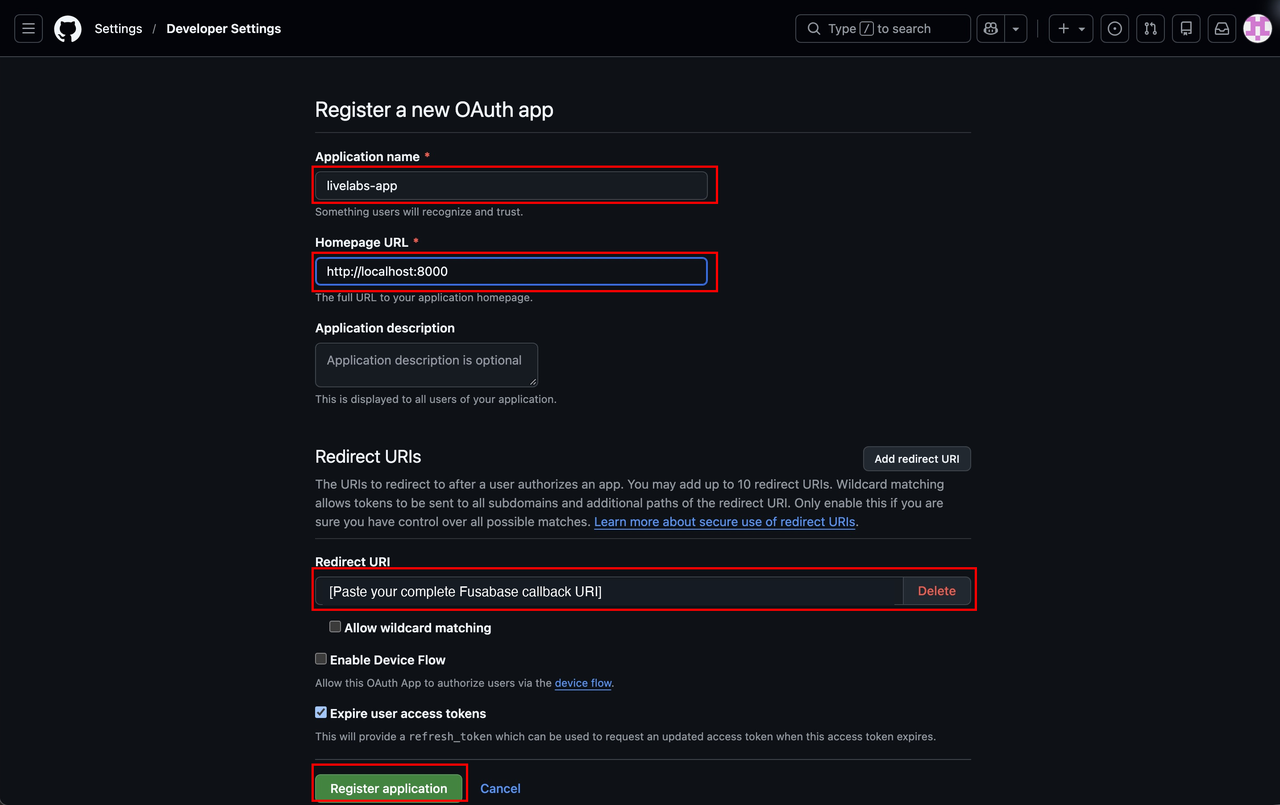 Settings / Developer Settings
Type / to search
Register a new OAuth app
Application name *
livelabs-app
Something users will recognize and trust.
Homepage URL *
http://localhost:8000
The full URL to your application homepage.
Application description
Application description is optional
This is displayed to all users of your application.
Redirect URIs
Add redirect URI
The URIs to redirect to after a user authorizes an app. You may add up to 10 redirect URIs. Wildcard matching
allows tokens to be sent to all subdomains and additional paths of the redirect URI. Only enable this if you are
sure you have control over all possible matches. Learn more about secure use of redirect URIs.
Redirect URI
[Paste your complete Fusabase callback URI]
Delete
Allow wildcard matching
Enable Device Flow
Allow this OAuth App to authorize users via the device flow.
Expire user access tokens
This will provide a refresh_token which can be used to request an updated access token when this access token expires.
Register application
Cancel